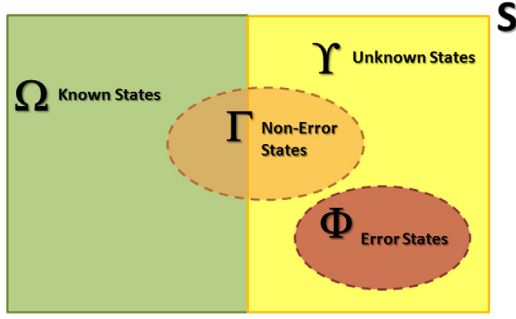 S
ϒ Unknown States
Ω Known States
Γ Non-Error
States
Φ Error States